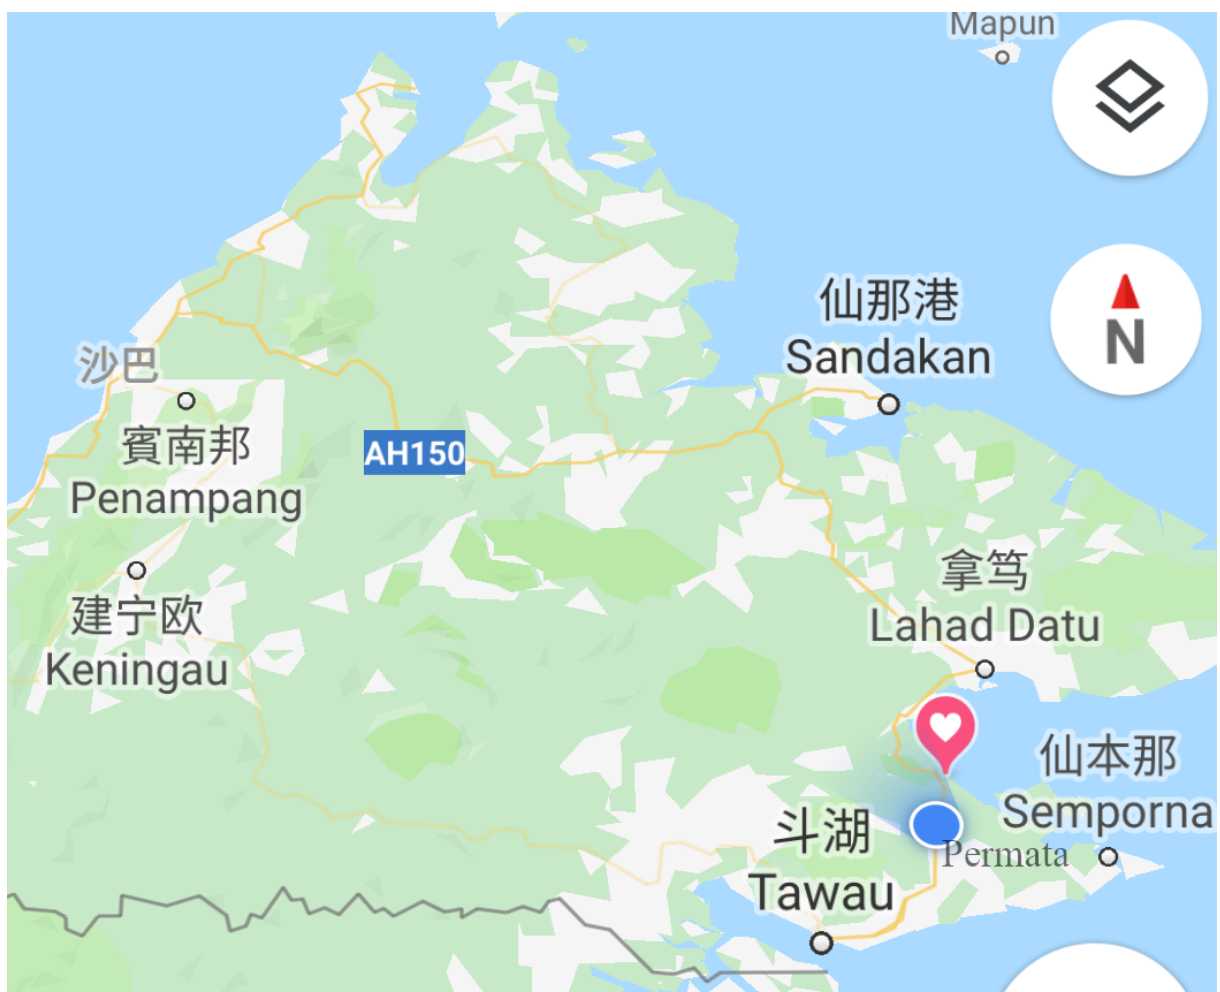 Mapun
N
仙那港
Sandakan
沙巴
賓南邦
Penampang
AH150
建宁欧
Keningau
拿笃
Lahad Datu
仙本那
Semporna
斗湖
Tawau
Permata